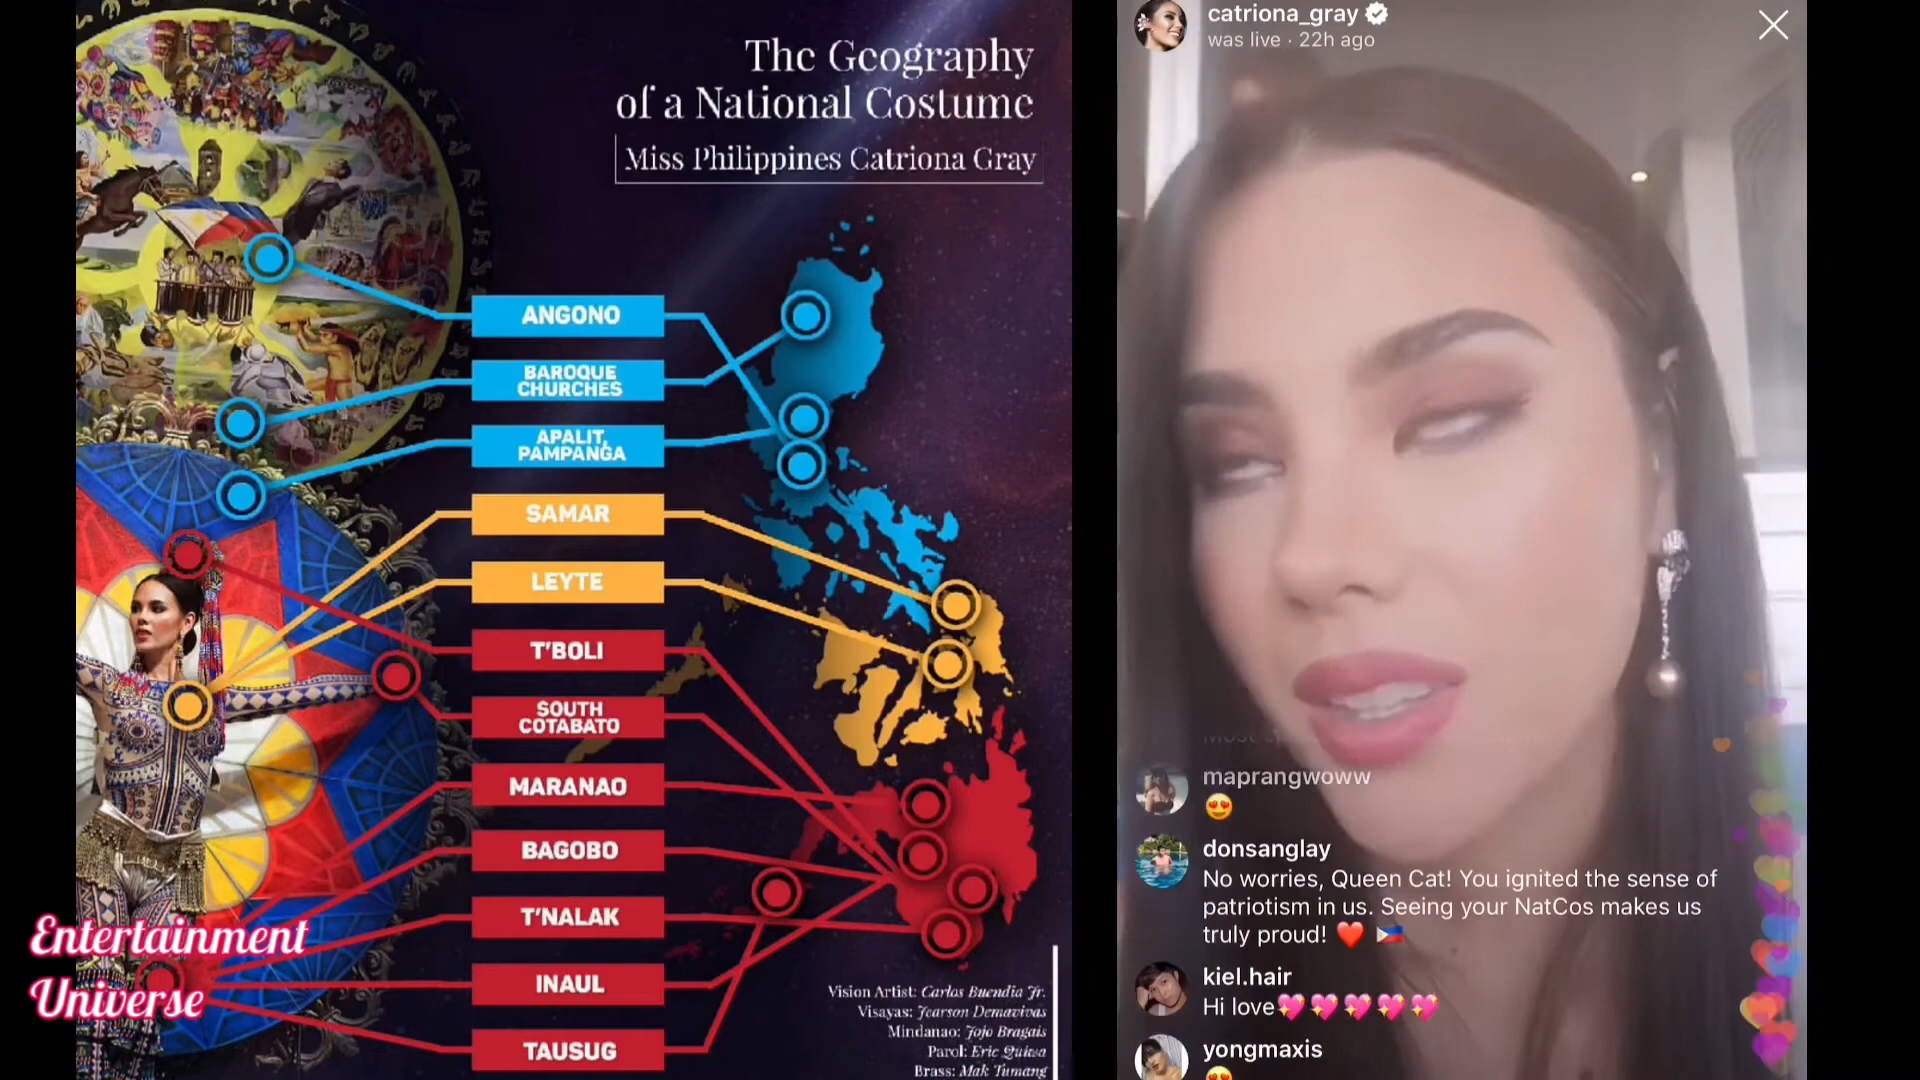 The Geography
of a National Costume
Miss Philippines Catriona Gray
ANGONO
BAROQUE
CHURCHES
APALIT,
PAMPANGA
SAMAR
LEYTE
T'BOLI
SOUTH
COTABATO
MARANAO
BAGOBO
T'NALAK
INAUL
TAUSUG
Vision Artist: Carlos Buendia Jr.
Visayas: Jearson Demavivas
Mindanao: Jojo Bragais
Parol: Eric Quiwa
Brass: Mak Tumang
Entertainment
Universe
catriona_gray
was live · 22h ago
maprangwoww
😍
donsanglay
No worries, Queen Cat! You ignited the sense of
patriotism in us. Seeing your NatCos makes us
truly proud! ❤️ 🇵🇭
kiel.hair
Hi love💖💖💖💖💖
yongmaxis